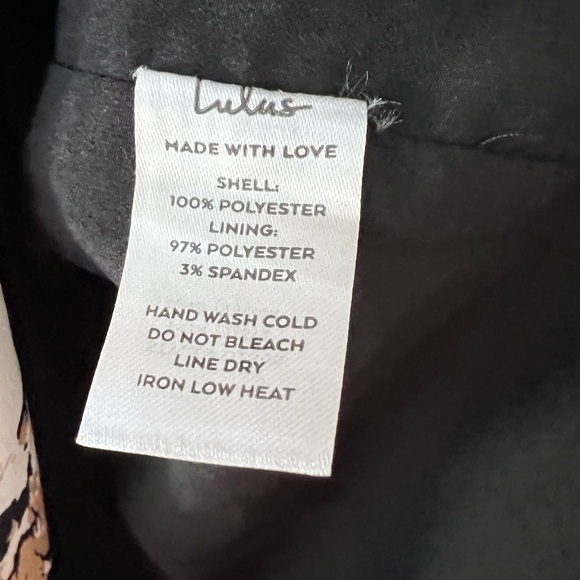 Lulus
MADE WITH LOVE
SHELL:
100% POLYESTER
LINING:
97% POLYESTER
3% SPANDEX
HAND WASH COLD
DO NOT BLEACH
LINE DRY
IRON LOW HEAT